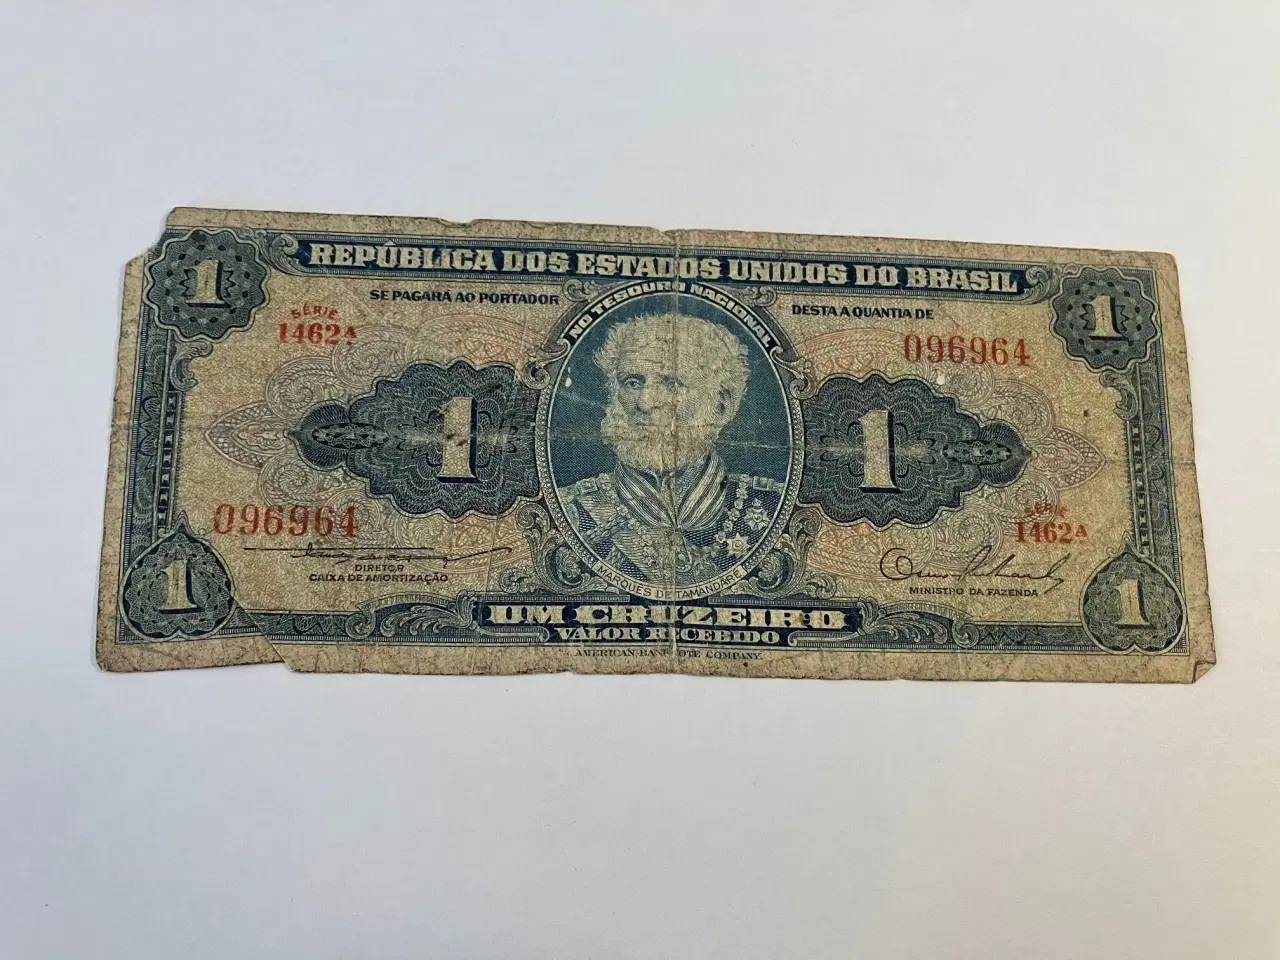 REPÚBLICA DOS ESTADOS UNIDOS DO BRASIL
1
1
SE PAGARÁ AO PORTADOR
NO TESOURO NACIONAL
DESTA A QUANTIA DE
SÉRIE
1462A
096964
1
1
096964
SÉRIE
1462A
DIRETOR
CAIXA DE AMORTIZAÇÃO
MARQUES DE TAMANDARÉ
MINISTRO DA FAZENDA
1
1
UM CRUZEIRO
VALOR RECEBIDO
AMERICAN BANK NOTE COMPANY.